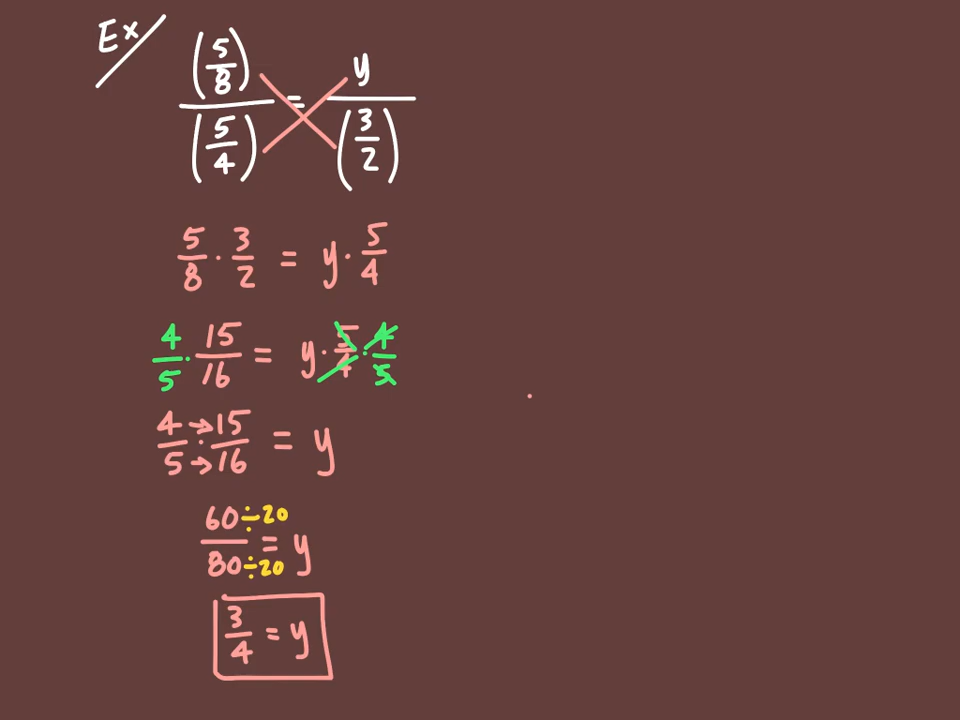 Ex/
(5/8)/(5/4) = y/(3/2)
5/8 · 3/2 = y · 5/4
4/5 · 15/16 = y · 5/4 · 4/5
4/5 · 15/16 = y
60÷20/80÷20 = y
3/4 = y